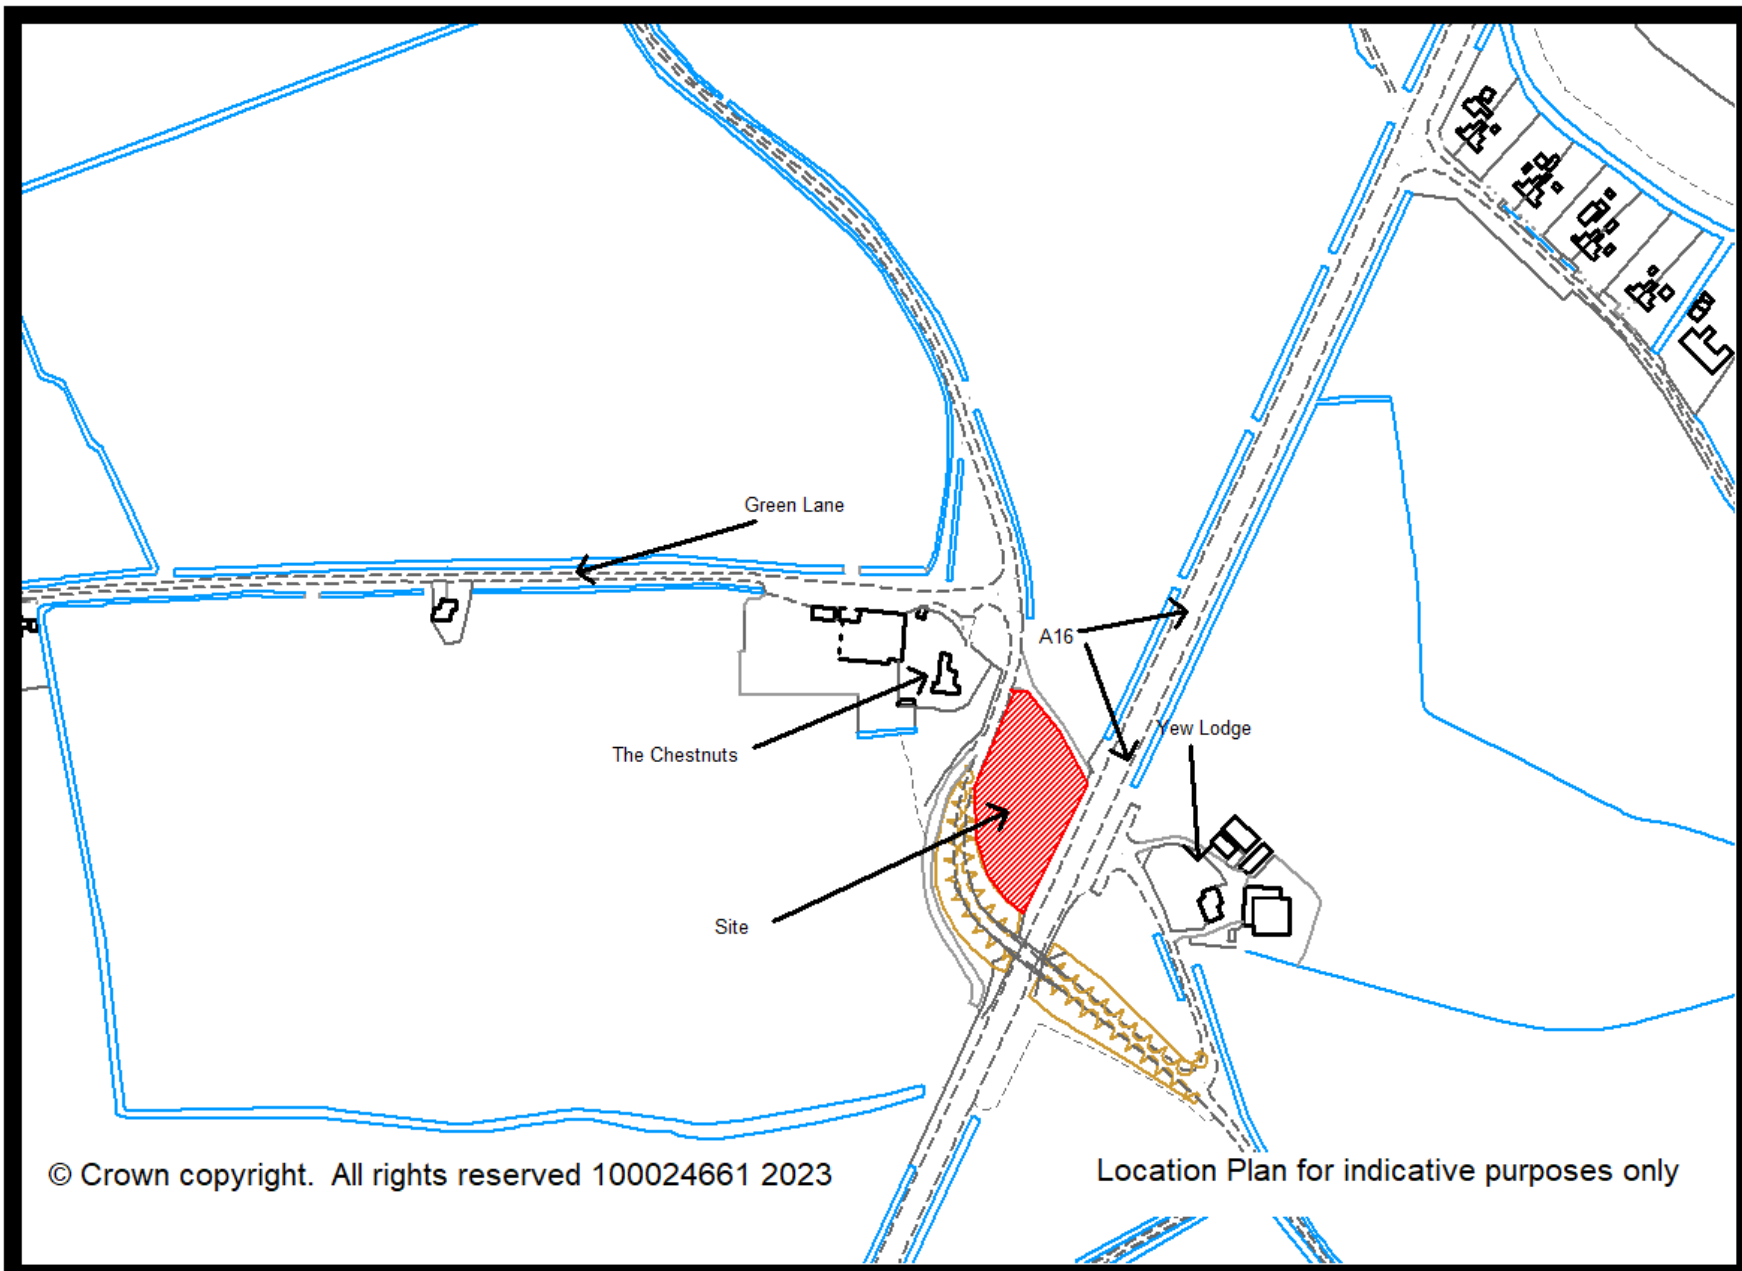 Green Lane
A16
Yew Lodge
The Chestnuts
Site
© Crown copyright. All rights reserved 100024661 2023
Location Plan for indicative purposes only